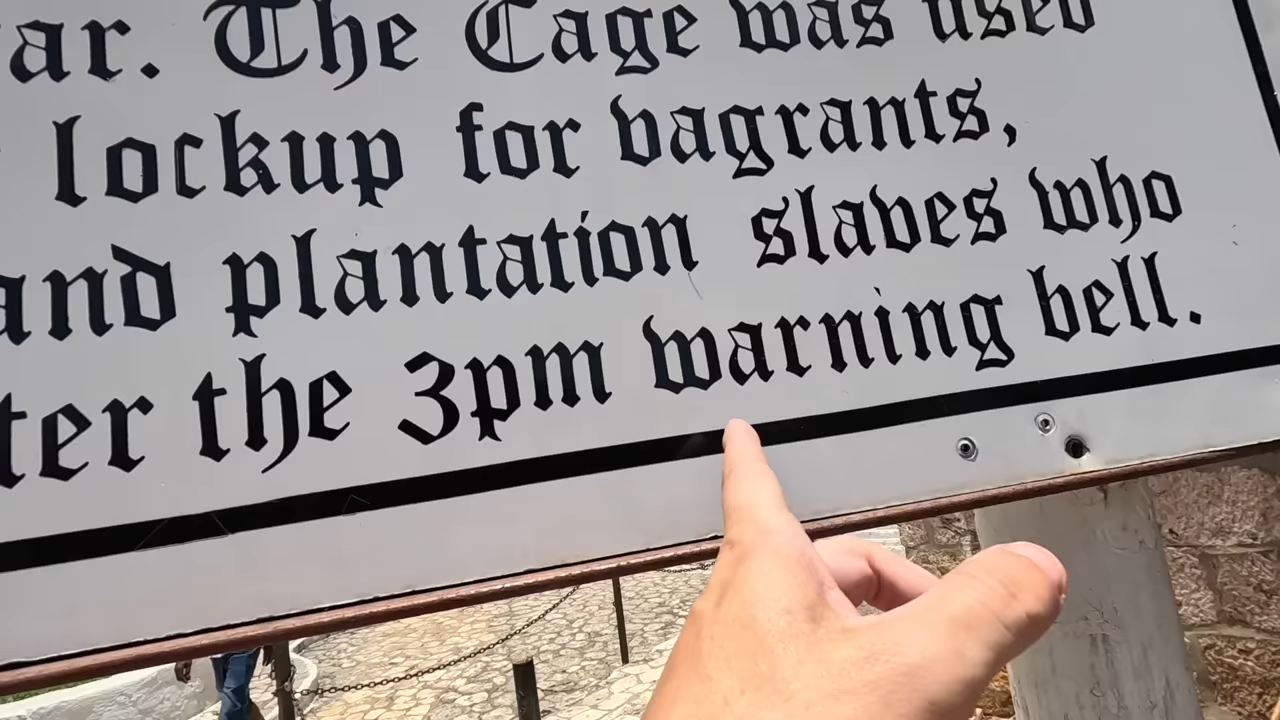 ar. The Cage was used
lockup for vagrants,
and plantation slaves who
ter the 3pm warning bell.